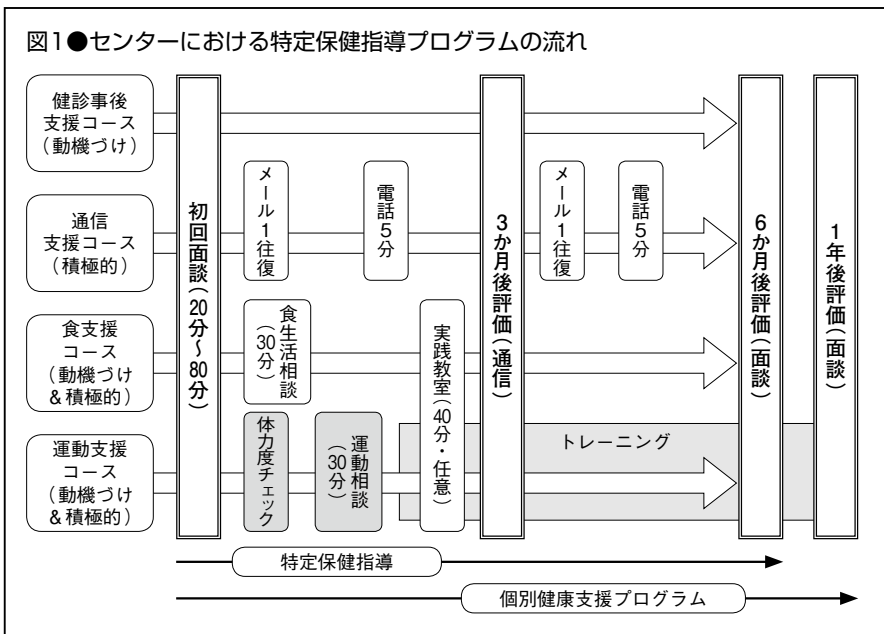 図1●センターにおける特定保健指導プログラムの流れ
健診事後
支援コース
(動機づけ)
通信
支援コース
(積極的)
食支援
コース
(動機づけ
&積極的)
運動支援
コース
(動機づけ
&積極的)
初回面談(20分〜80分)
メール1往復
電話5分
食生活相談
(30分)
体力度チェック
運動相談
(30分)
実践教室(40分・任意)
3か月後評価(通信)
メール1往復
電話5分
トレーニング
6か月後評価(面談)
1年後評価(面談)
特定保健指導
個別健康支援プログラム